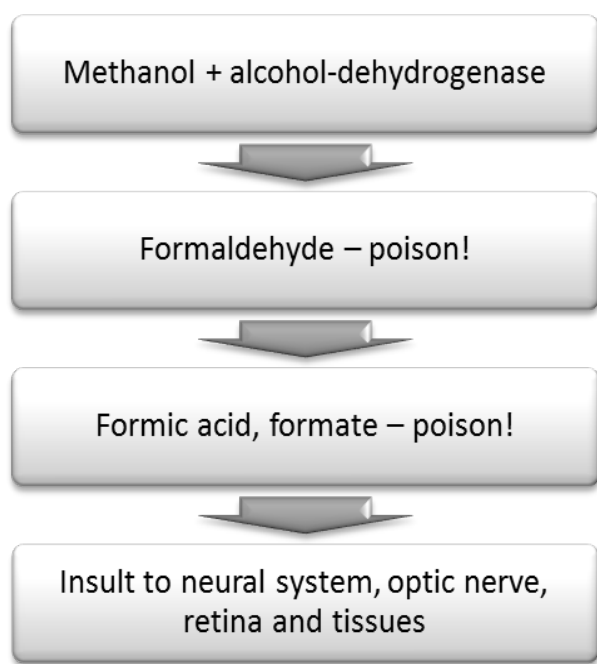 Methanol + alcohol-dehydrogenase
Formaldehyde – poison!
Formic acid, formate – poison!
Insult to neural system, optic nerve,
retina and tissues